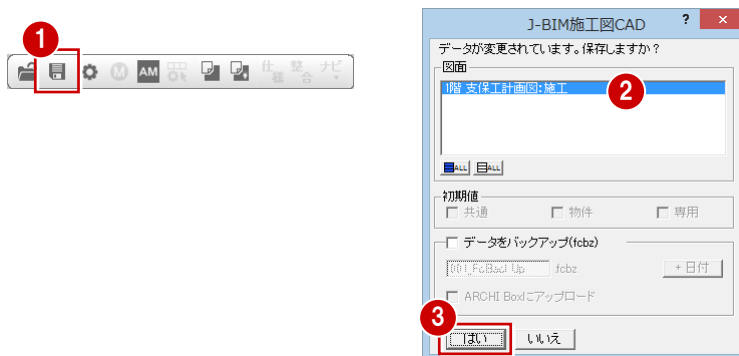 1
AM
仕様
整合
ナビ
J-BIM施工図CAD
?
×
データが変更されています。保存しますか?
図面
1階 支保工計画図:施工
2
ALL
ALL
初期値
共通
物件
専用
データをバックアップ(fcbz)
001_FcBacl Up
fcbz
+日付
ARCHI Boxにアップロード
3
はい
いいえ